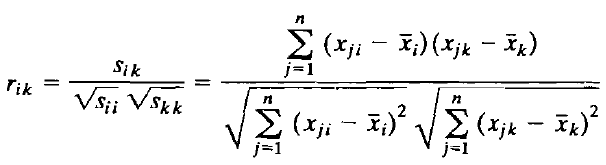 r_{ik} = \frac{s_{ik}}{\sqrt{s_{ii}} \sqrt{s_{kk}}} = \frac{\sum_{j=1}^{n} (x_{ji} - \bar{x}_i)(x_{jk} - \bar{x}_k)}{\sqrt{\sum_{j=1}^{n} (x_{ji} - \bar{x}_i)^2} \sqrt{\sum_{j=1}^{n} (x_{jk} - \bar{x}_k)^2}}